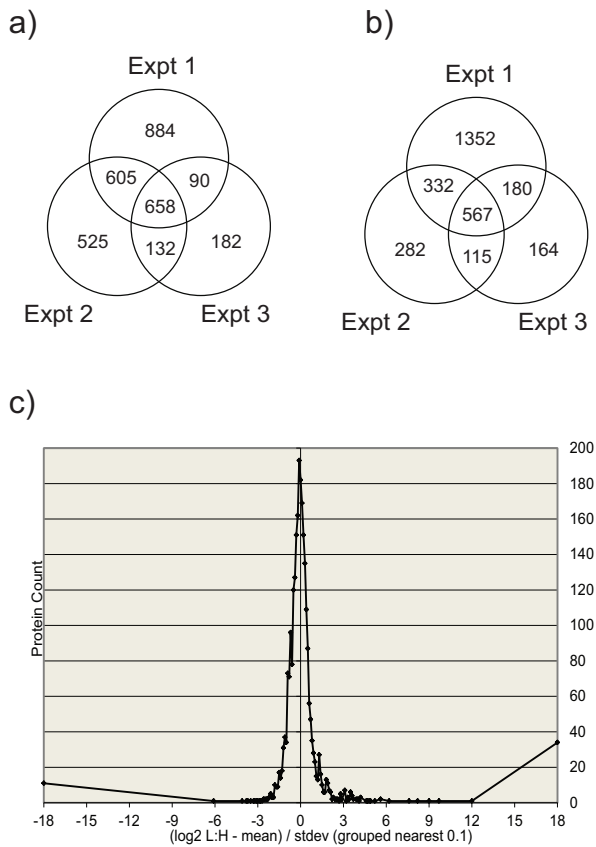 a)
b)
Expt 1
884
605
90
658
525
132
182
Expt 2
Expt 3
Expt 1
1352
332
180
567
282
115
164
Expt 2
Expt 3
c)
200
180
160
140
120
100
80
60
40
20
0
Protein Count
-18 -15 -12 -9 -6 -3 0 3 6 9 12 15 18
(log2 L:H - mean) / stdev (grouped nearest 0.1)